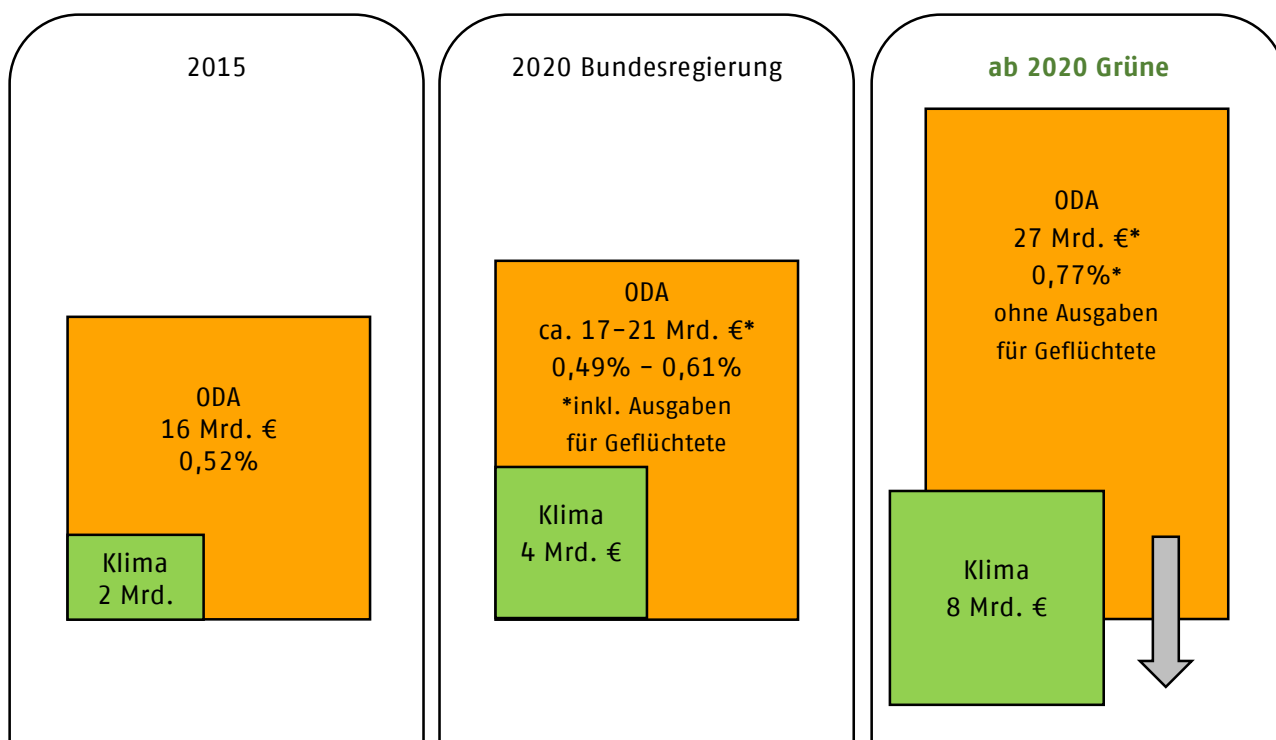 2015
ODA
16 Mrd. €
0,52%
Klima
2 Mrd.
2020 Bundesregierung
ODA
ca. 17–21 Mrd. €*
0,49% – 0,61%
*inkl. Ausgaben
für Geflüchtete
Klima
4 Mrd. €
ab 2020 Grüne
ODA
27 Mrd. €*
0,77%*
ohne Ausgaben
für Geflüchtete
Klima
8 Mrd. €